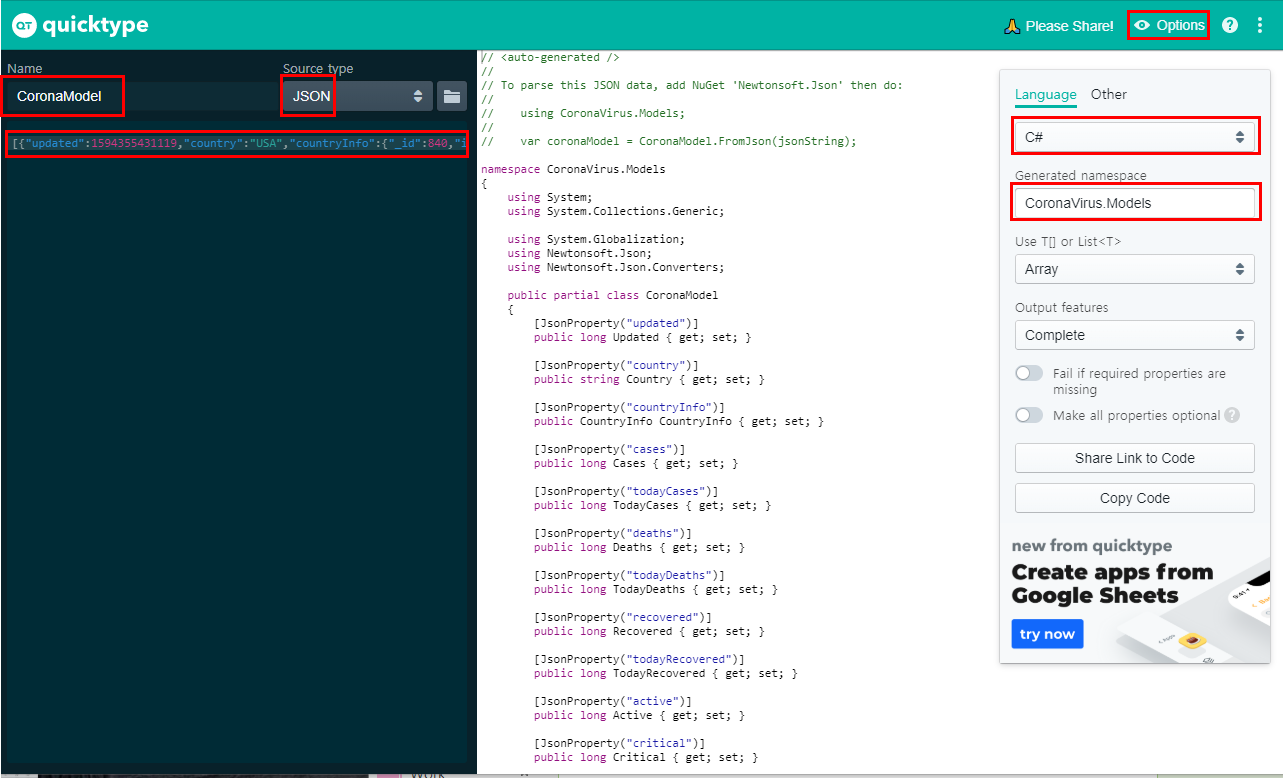 QT quicktype
Please Share!
Options
?
Name
Source type
CoronaModel
JSON
[{"updated":1594355431119,"country":"USA","countryInfo":{"_id":840,"i
// <auto-generated />
//
// To parse this JSON data, add NuGet 'Newtonsoft.Json' then do:
//
//    using CoronaVirus.Models;
//
//    var coronaModel = CoronaModel.FromJson(jsonString);
namespace CoronaVirus.Models
{
    using System;
    using System.Collections.Generic;
    using System.Globalization;
    using Newtonsoft.Json;
    using Newtonsoft.Json.Converters;
    public partial class CoronaModel
    {
        [JsonProperty("updated")]
        public long Updated { get; set; }
        [JsonProperty("country")]
        public string Country { get; set; }
        [JsonProperty("countryInfo")]
        public CountryInfo CountryInfo { get; set; }
        [JsonProperty("cases")]
        public long Cases { get; set; }
        [JsonProperty("todayCases")]
        public long TodayCases { get; set; }
        [JsonProperty("deaths")]
        public long Deaths { get; set; }
        [JsonProperty("todayDeaths")]
        public long TodayDeaths { get; set; }
        [JsonProperty("recovered")]
        public long Recovered { get; set; }
        [JsonProperty("todayRecovered")]
        public long TodayRecovered { get; set; }
        [JsonProperty("active")]
        public long Active { get; set; }
        [JsonProperty("critical")]
        public long Critical { get; set; }
Language
Other
C#
Generated namespace
CoronaVirus.Models
Use T[] or List<T>
Array
Output features
Complete
Fail if required properties are
missing
Make all properties optional ?
Share Link to Code
Copy Code
new from quicktype
Create apps from
Google Sheets
try now